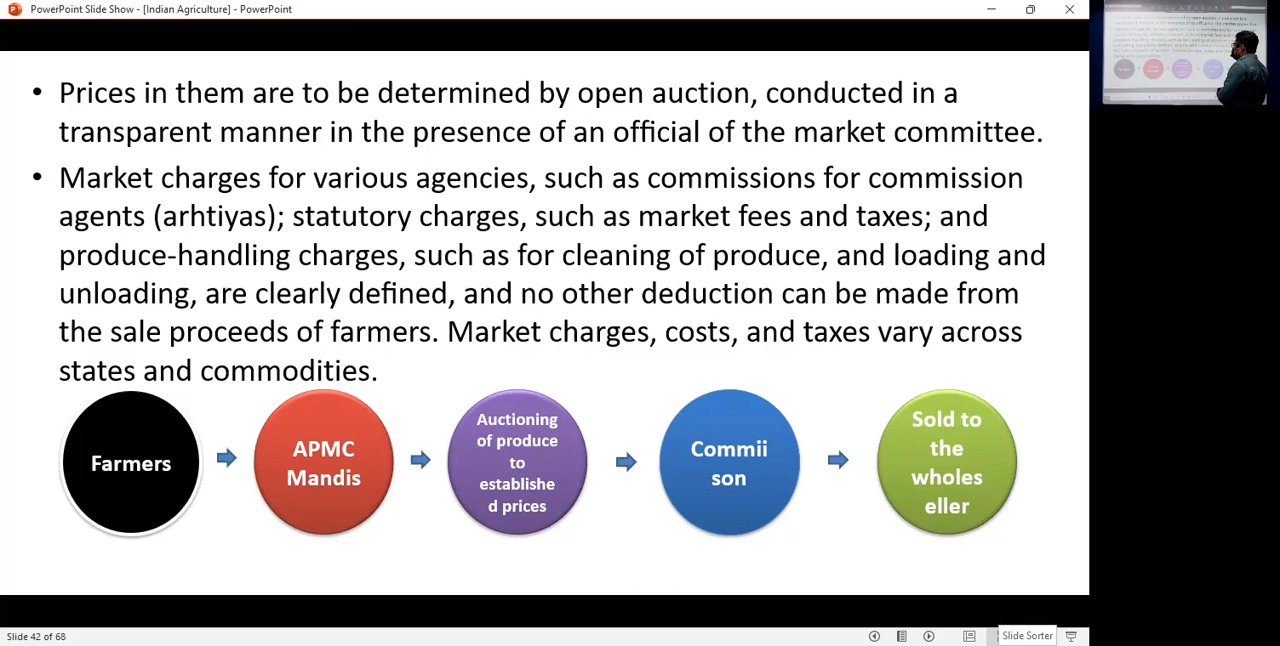 PowerPoint Slide Show - [Indian Agriculture] - PowerPoint
• Prices in them are to be determined by open auction, conducted in a
transparent manner in the presence of an official of the market committee.
• Market charges for various agencies, such as commissions for commission
agents (arhtiyas); statutory charges, such as market fees and taxes; and
produce-handling charges, such as for cleaning of produce, and loading and
unloading, are clearly defined, and no other deduction can be made from
the sale proceeds of farmers. Market charges, costs, and taxes vary across
states and commodities.
Farmers
APMC
Mandis
Auctioning
of produce
to
establishe
d prices
Commii
son
Sold to
the
wholes
eller
Slide 42 of 68
Slide Sorter